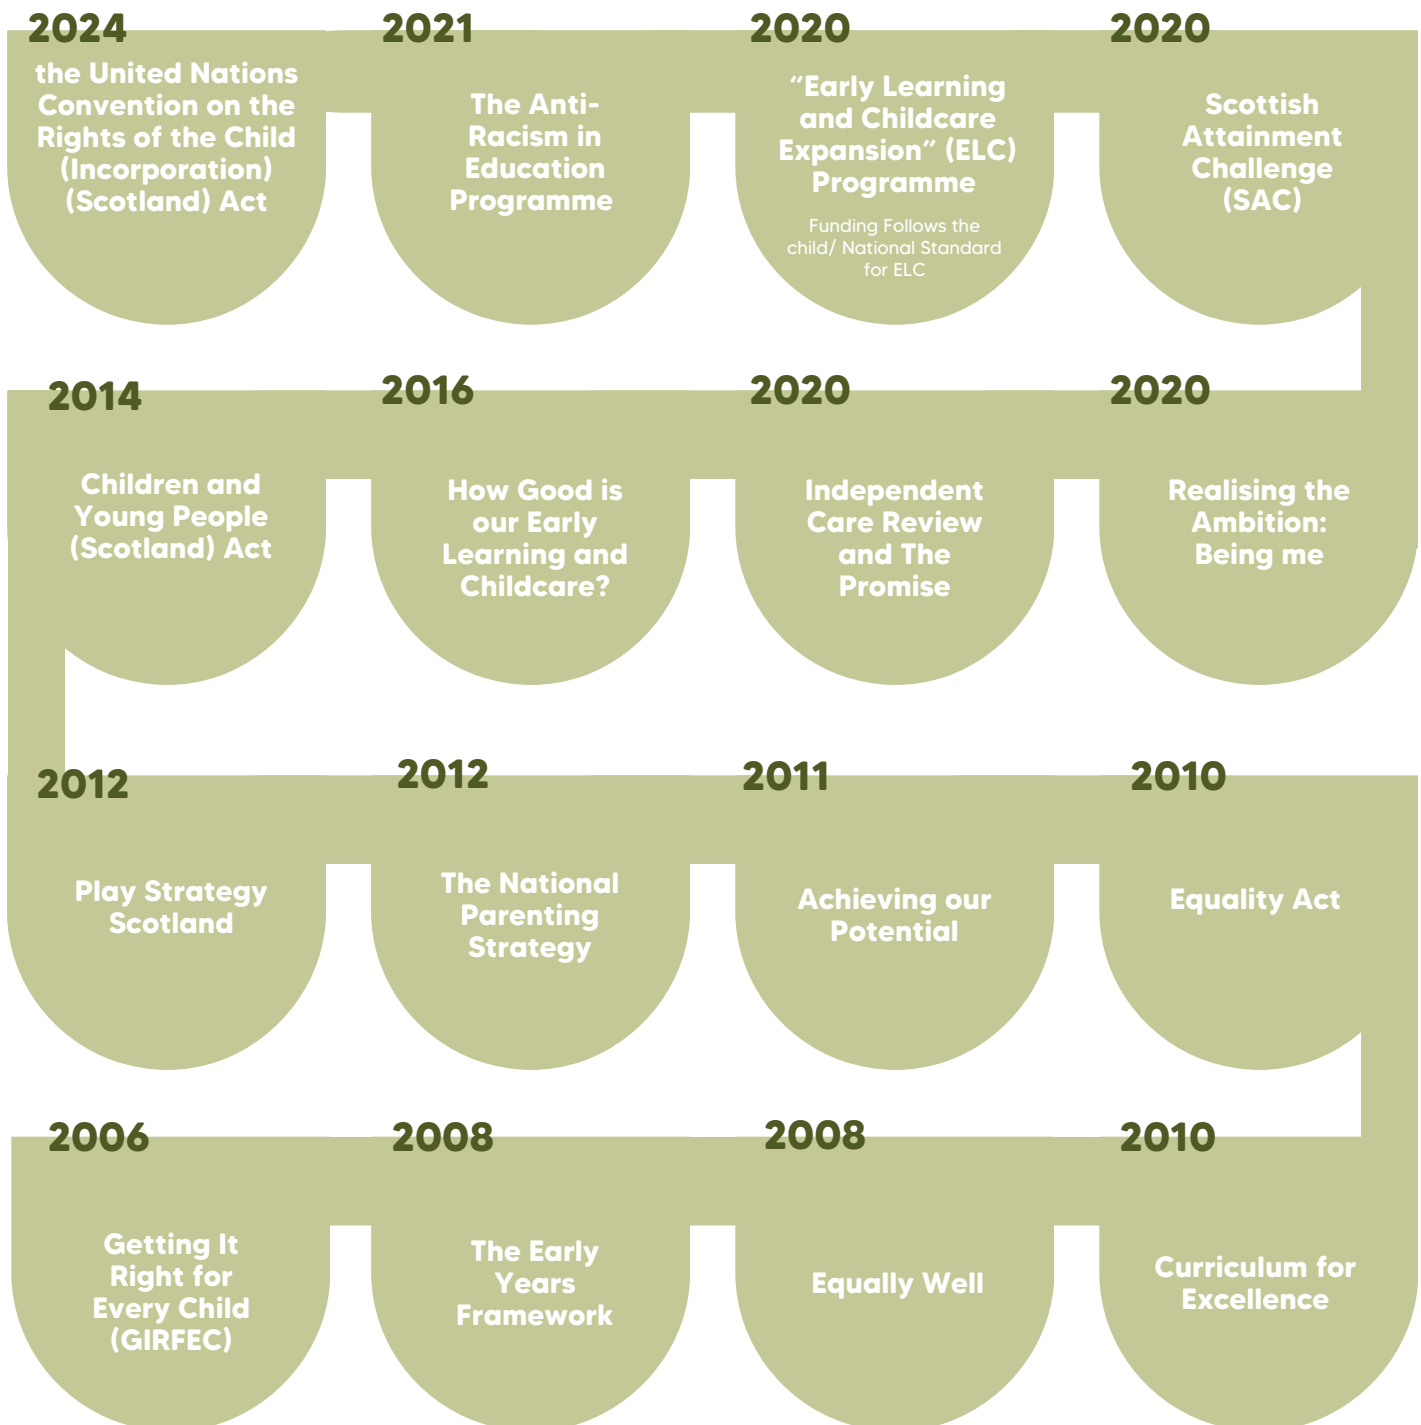 2024
the United Nations
Convention on the
Rights of the Child
(Incorporation)
(Scotland) Act
2021
The Anti-
Racism in
Education
Programme
2020
“Early Learning
and Childcare
Expansion” (ELC)
Programme
Funding Follows the
child/ National Standard
for ELC
2020
Scottish
Attainment
Challenge
(SAC)
2014
Children and
Young People
(Scotland) Act
2016
How Good is
our Early
Learning and
Childcare?
2020
Independent
Care Review
and The
Promise
2020
Realising the
Ambition:
Being me
2012
Play Strategy
Scotland
2012
The National
Parenting
Strategy
2011
Achieving our
Potential
2010
Equality Act
2006
Getting It
Right for
Every Child
(GIRFEC)
2008
The Early
Years
Framework
2008
Equally Well
2010
Curriculum for
Excellence